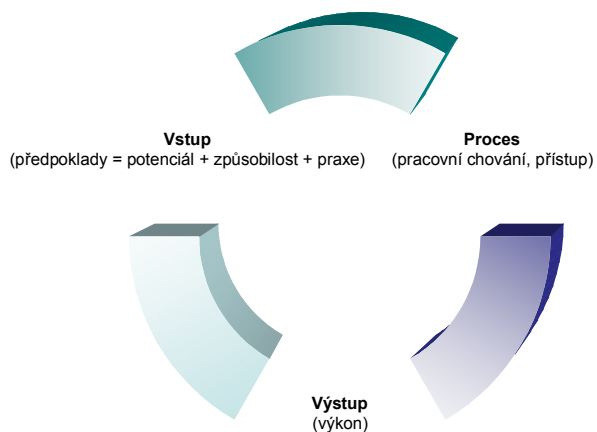 Vstup
(předpoklady = potenciál + způsobilost + praxe)
Proces
(pracovní chování, přístup)
Výstup
(výkon)